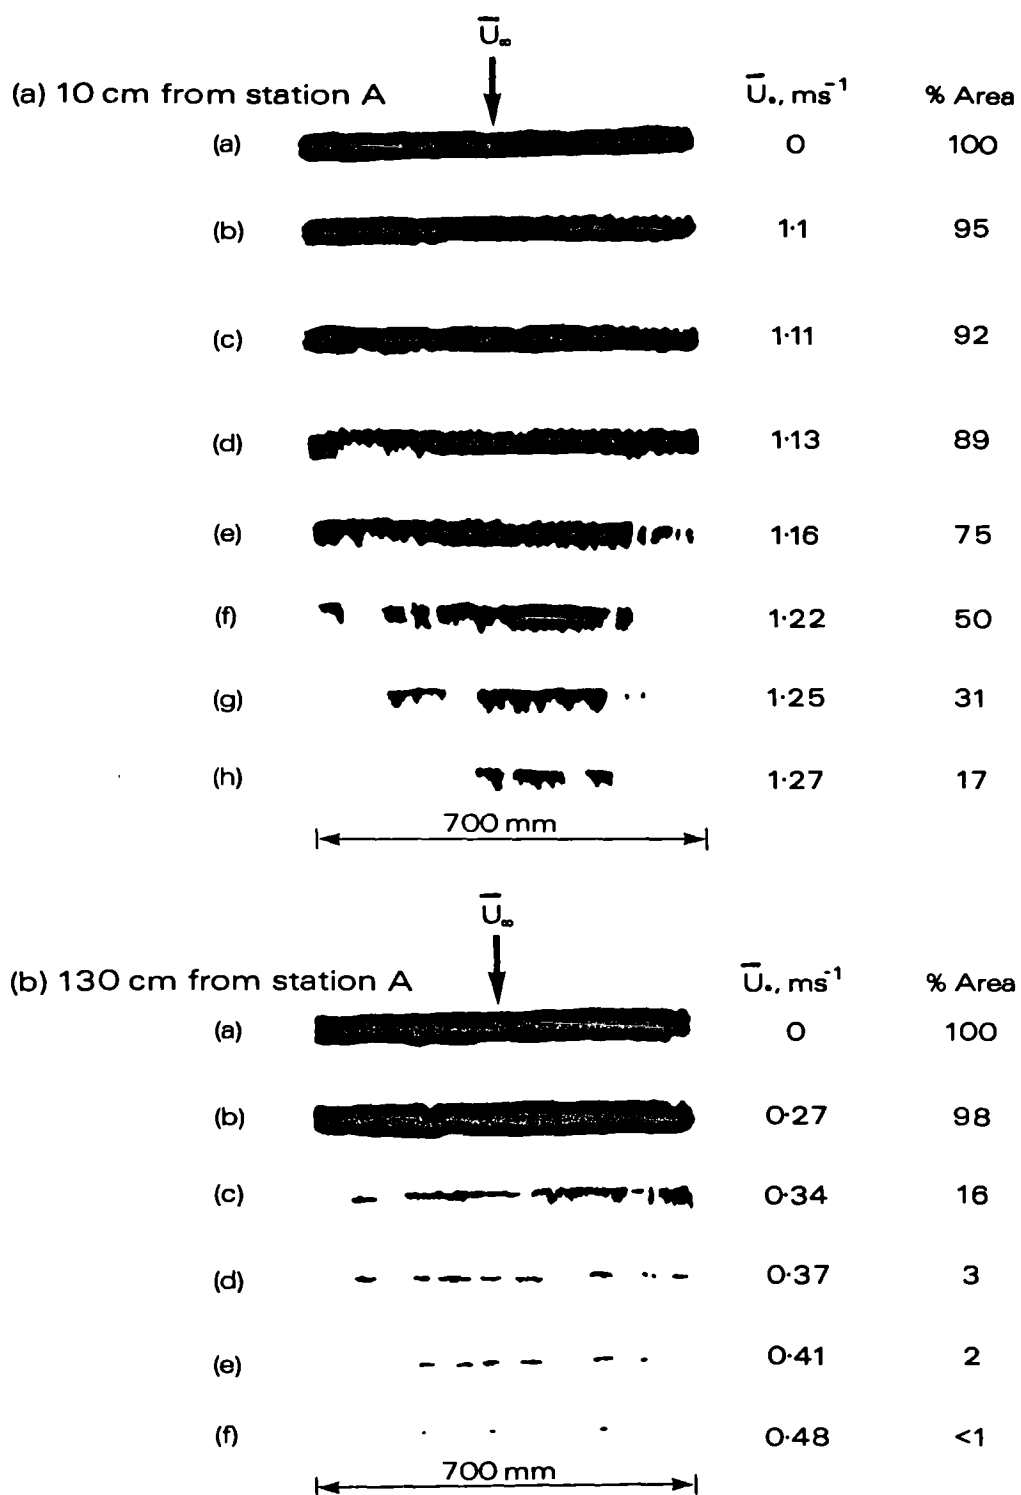 U̅∞
(a) 10 cm from station A U̅∗, ms⁻¹ % Area
(a) 0 100
(b) 1·1 95
(c) 1·11 92
(d) 1·13 89
(e) 1·16 75
(f) 1·22 50
(g) 1·25 31
(h) 1·27 17
700 mm
U̅∞
(b) 130 cm from station A U̅∗, ms⁻¹ % Area
(a) 0 100
(b) 0·27 98
(c) 0·34 16
(d) 0·37 3
(e) 0·41 2
(f) 0·48 <1
700 mm